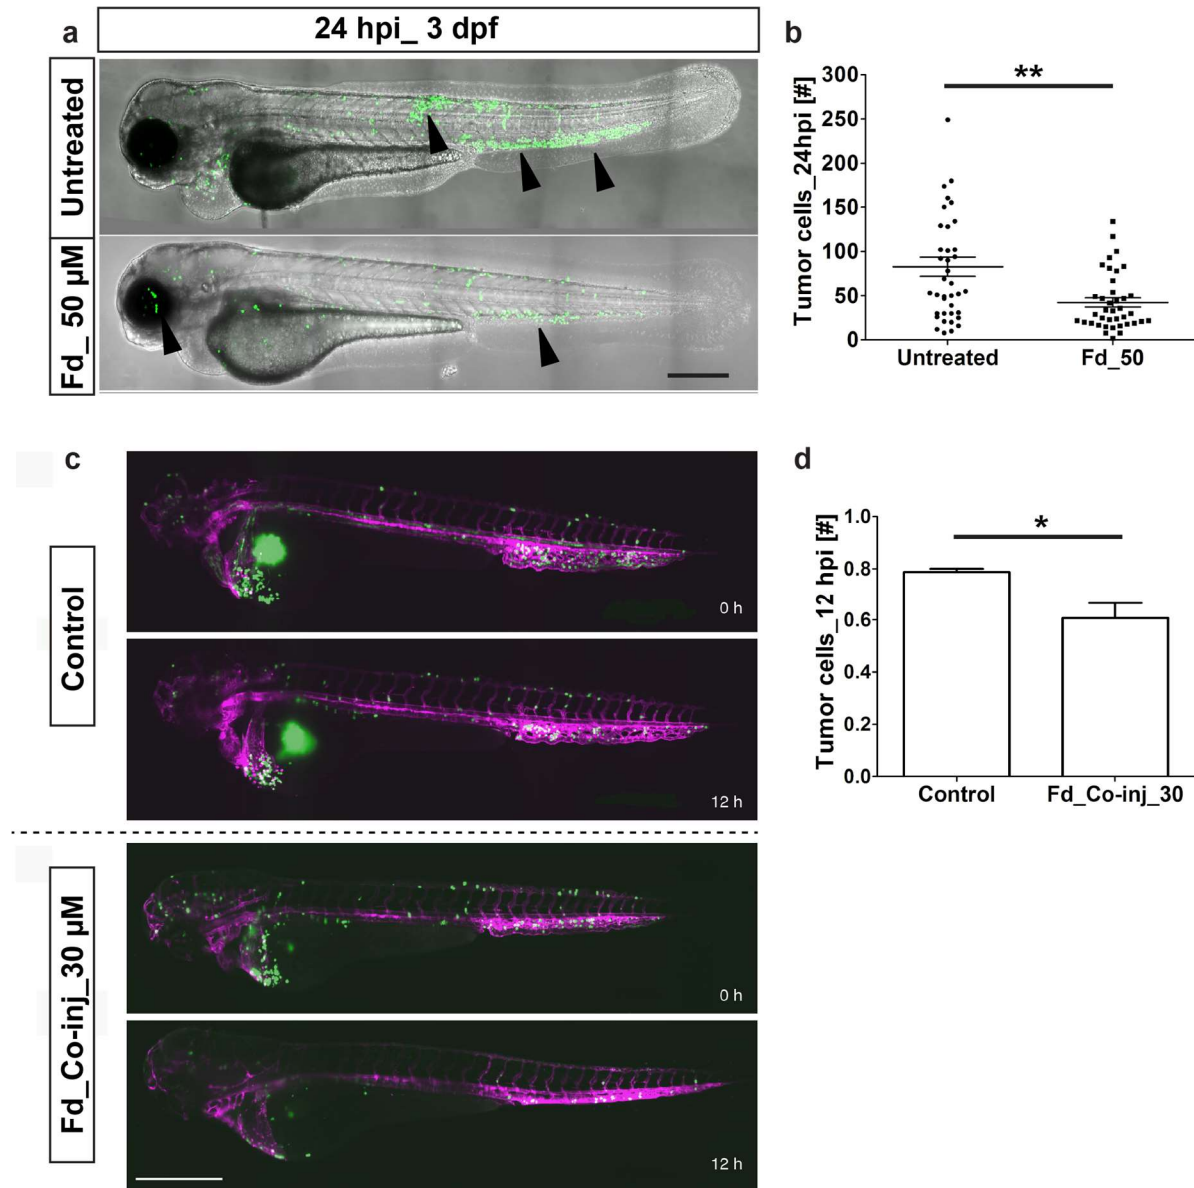 a
24 hpi_ 3 dpf
Untreated
Fd_ 50 µM
b
Tumor cells_24hpi [#]
300
250
200
150
100
50
0
**
Untreated
Fd_50
c
Control
0 h
12 h
Fd_Co-inj_30 µM
0 h
12 h
d
Tumor cells_12 hpi [#]
1.0
0.8
0.6
0.4
0.2
0.0
*
Control
Fd_Co-inj_30